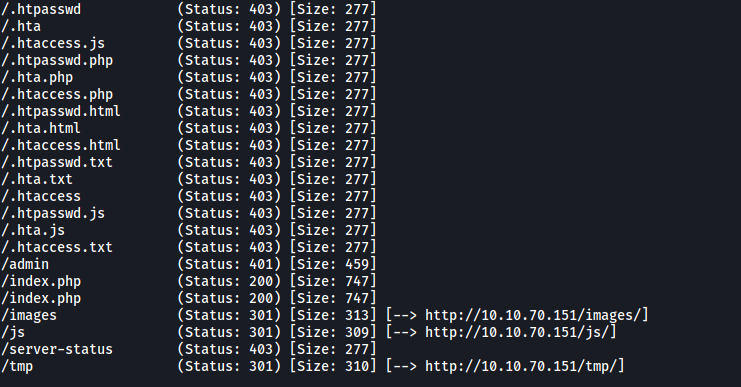 /.htpasswd (Status: 403) [Size: 277]
/.hta (Status: 403) [Size: 277]
/.htaccess.js (Status: 403) [Size: 277]
/.htpasswd.php (Status: 403) [Size: 277]
/.hta.php (Status: 403) [Size: 277]
/.htaccess.php (Status: 403) [Size: 277]
/.htpasswd.html (Status: 403) [Size: 277]
/.hta.html (Status: 403) [Size: 277]
/.htaccess.html (Status: 403) [Size: 277]
/.htpasswd.txt (Status: 403) [Size: 277]
/.hta.txt (Status: 403) [Size: 277]
/.htaccess (Status: 403) [Size: 277]
/.htpasswd.js (Status: 403) [Size: 277]
/.hta.js (Status: 403) [Size: 277]
/.htaccess.txt (Status: 403) [Size: 277]
/admin (Status: 401) [Size: 459]
/index.php (Status: 200) [Size: 747]
/index.php (Status: 200) [Size: 747]
/images (Status: 301) [Size: 313] [--> http://10.10.70.151/images/]
/js (Status: 301) [Size: 309] [--> http://10.10.70.151/js/]
/server-status (Status: 403) [Size: 277]
/tmp (Status: 301) [Size: 310] [--> http://10.10.70.151/tmp/]